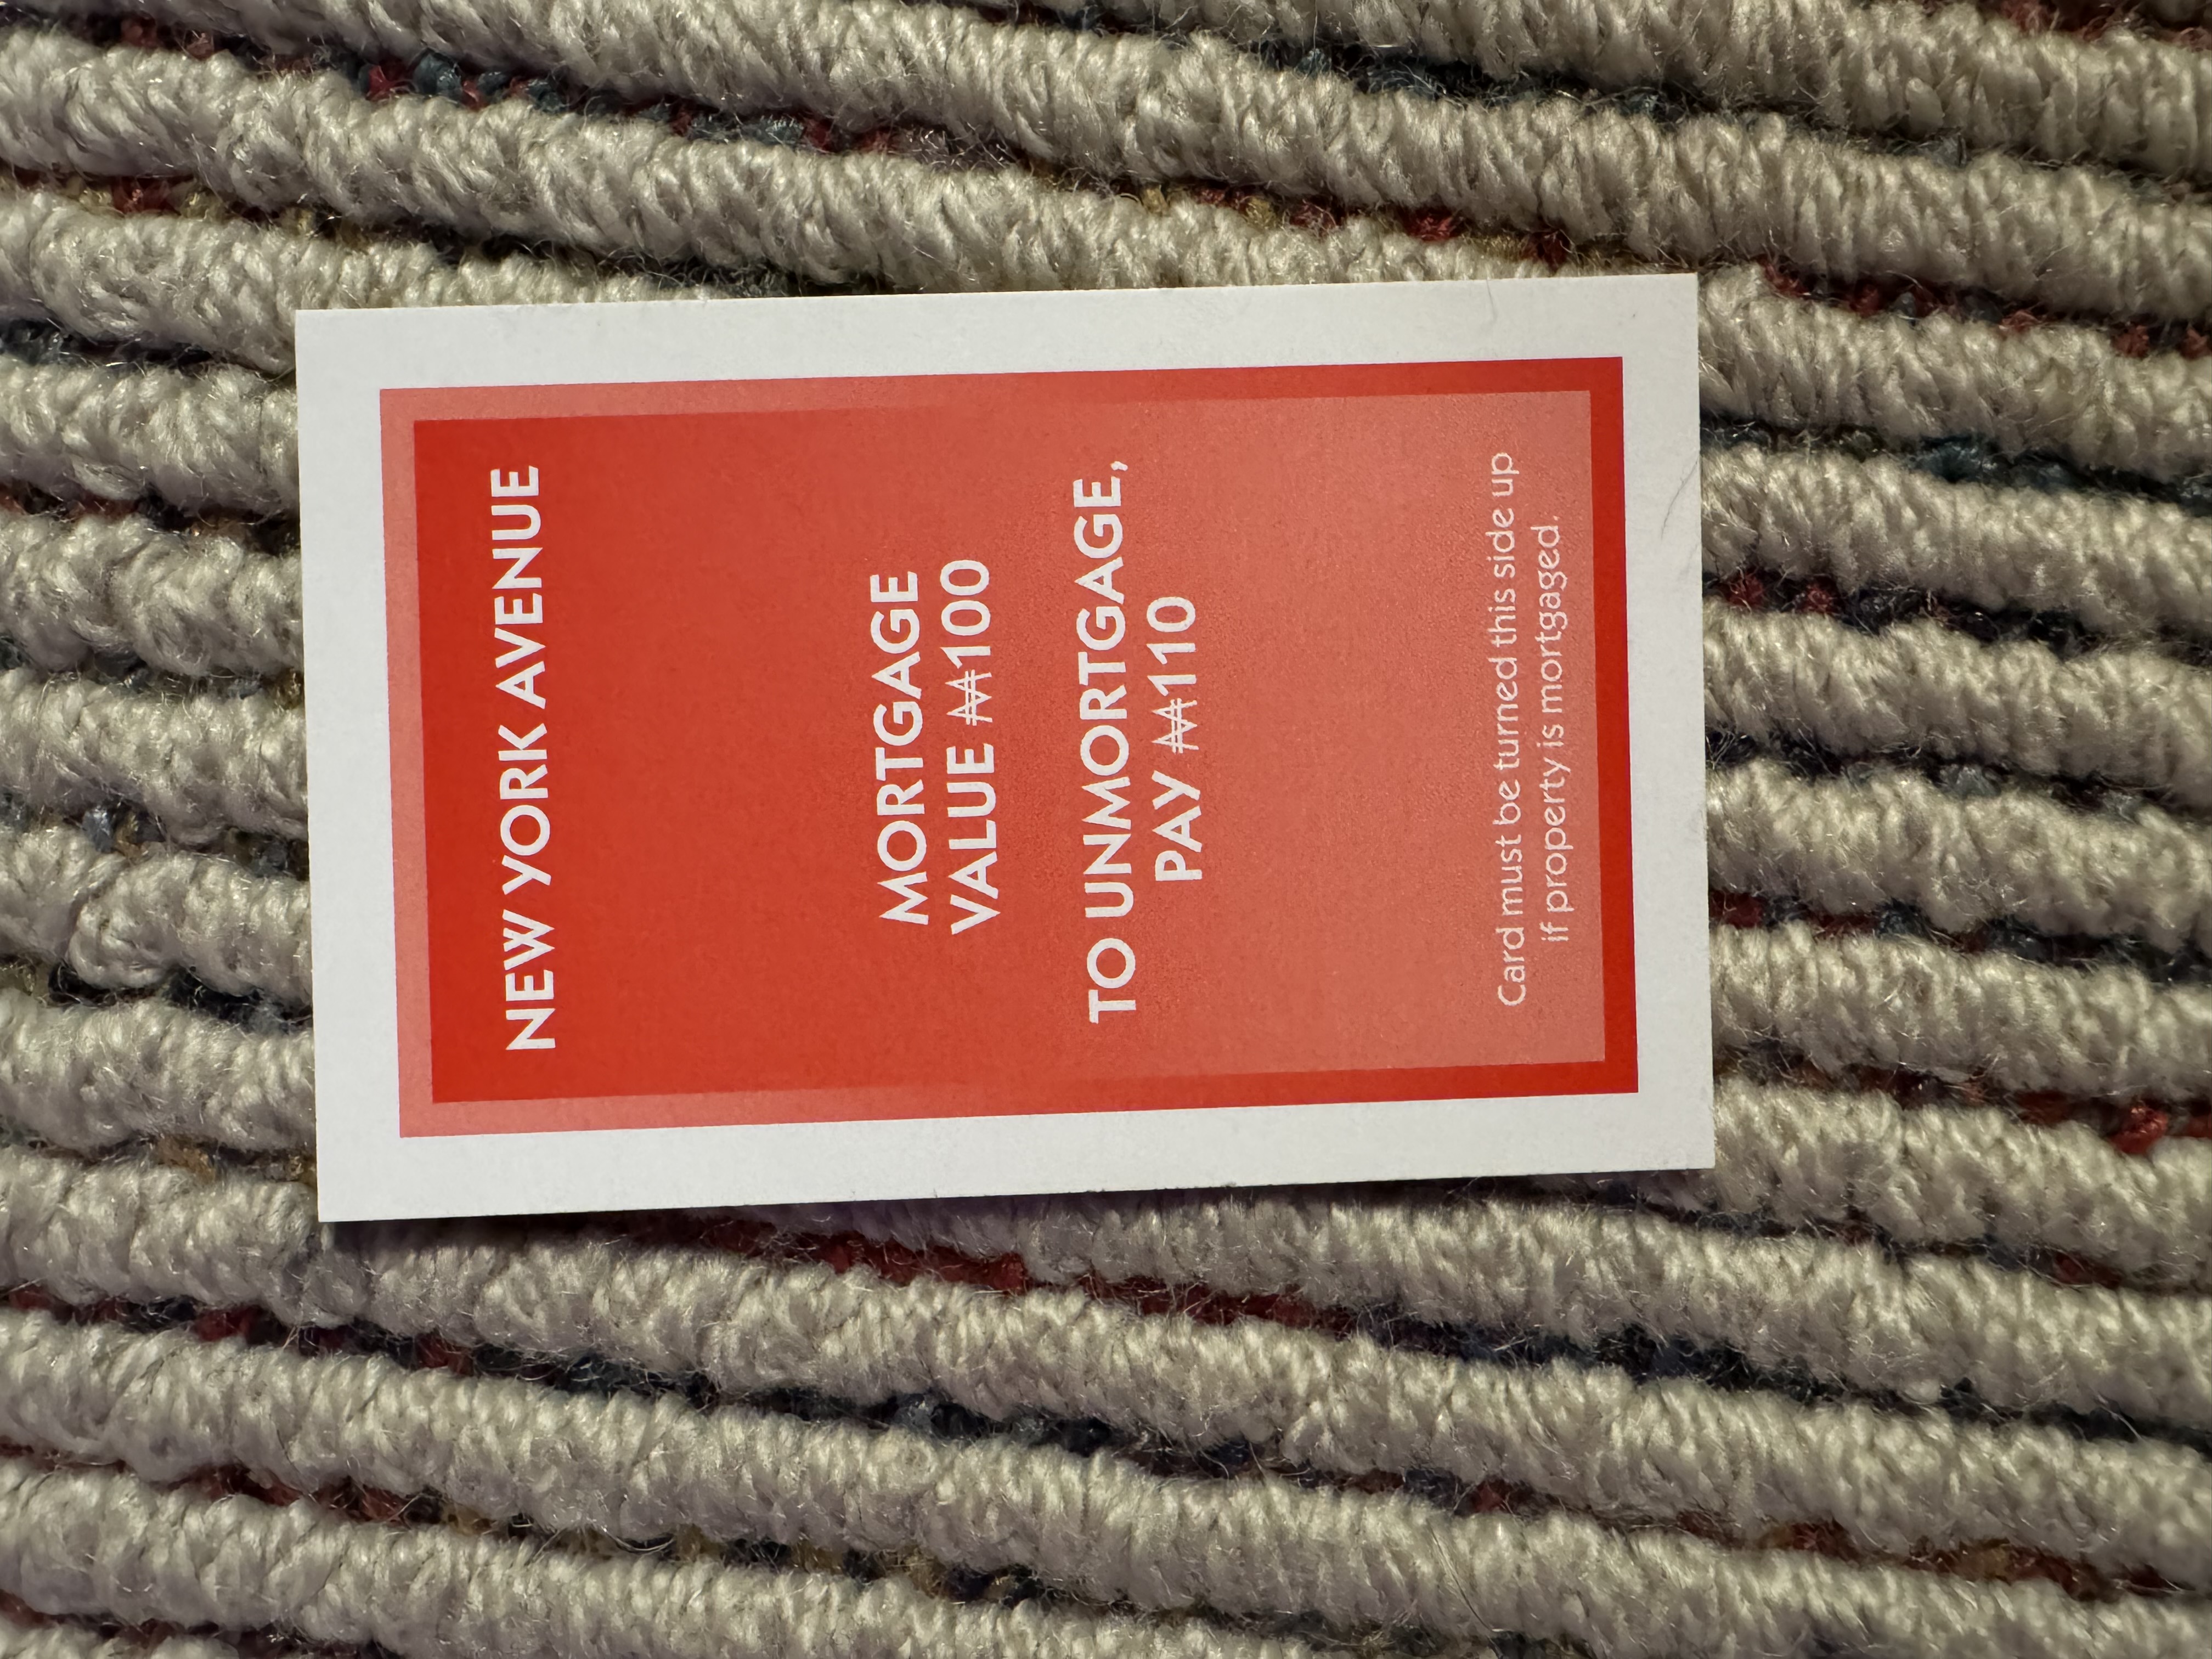 NEW YORK AVENUE
MORTGAGE
VALUE ₩100
TO UNMORTGAGE,
PAY ₩110
Card must be turned this side up
if property is mortgaged.